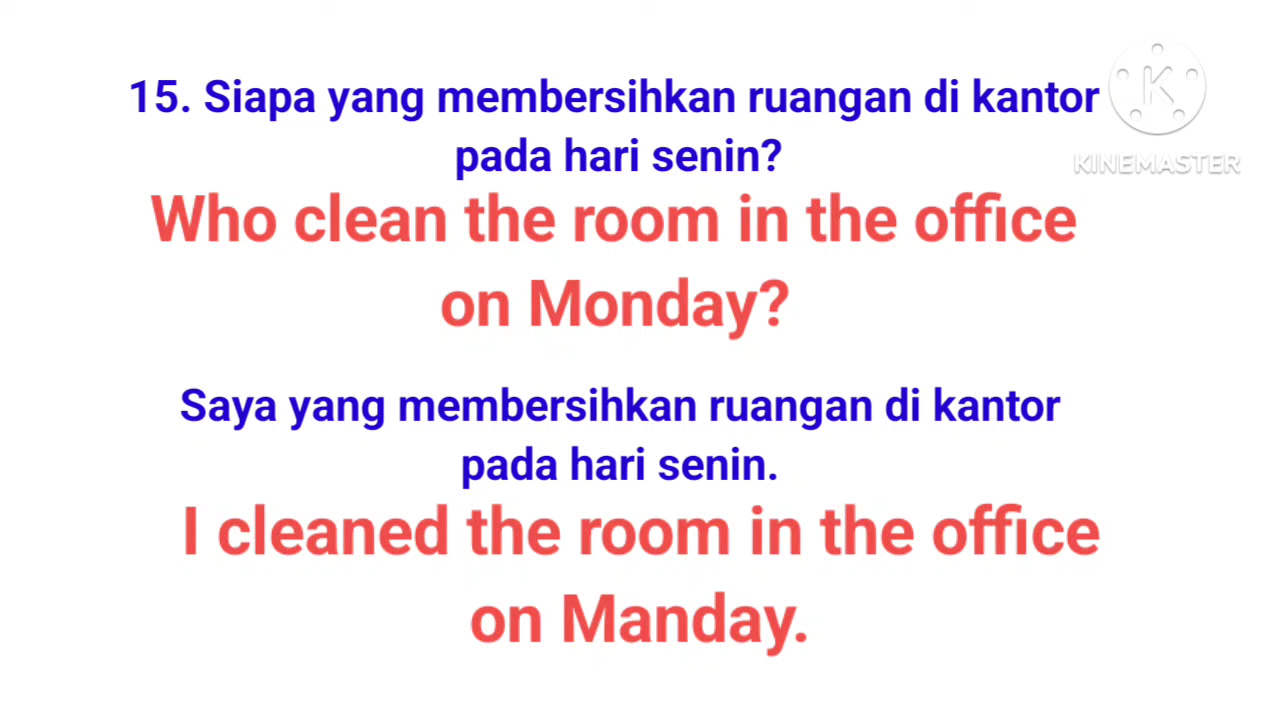 15. Siapa yang membersihkan ruangan di kantor
pada hari senin?
Who clean the room in the office
on Monday?
Saya yang membersihkan ruangan di kantor
pada hari senin.
I cleaned the room in the office
on Manday.
K
KINEMASTER